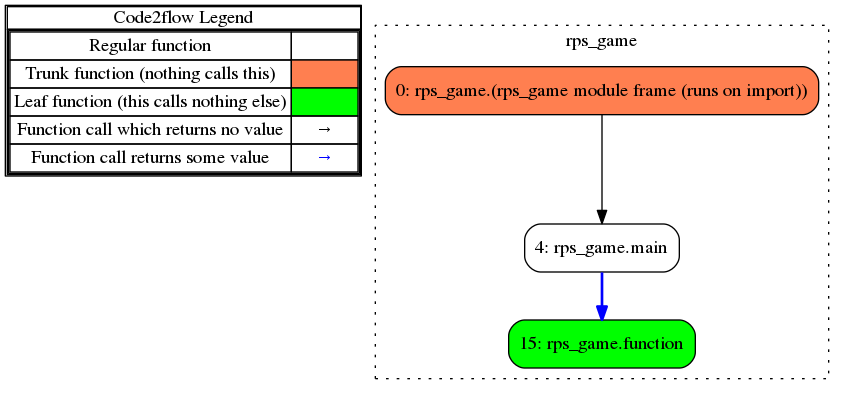 Code2flow Legend
Regular function
Trunk function (nothing calls this)
Leaf function (this calls nothing else)
Function call which returns no value →
Function call returns some value →
rps_game
0: rps_game.(rps_game module frame (runs on import))
4: rps_game.main
15: rps_game.function